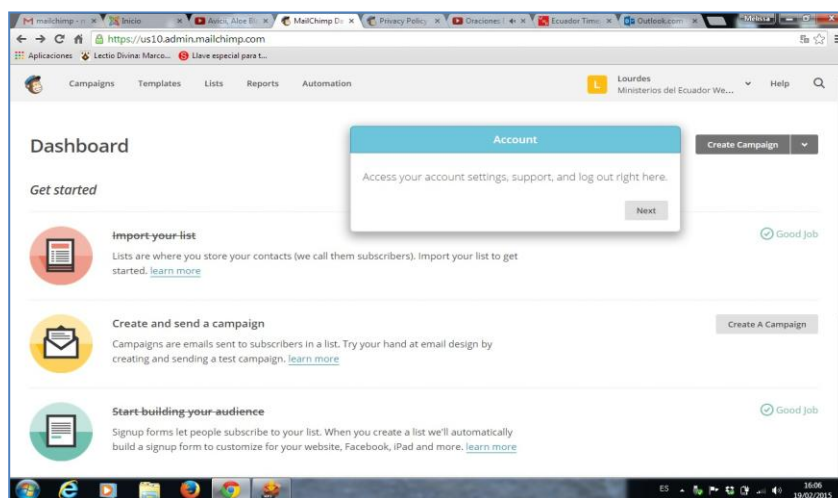 mailchimp - n
Inicio
Avicii, Aloe Bl
MailChimp Da
Privacy Policy
Oraciones
Ecuador Time
Outlook.com
Melissa
https://us10.admin.mailchimp.com
Aplicaciones
Lectio Divina: Marco...
Llave especial para t...
Campaigns Templates Lists Reports Automation
L
Lourdes
Ministerios del Ecuador We...
Help
Dashboard
Account
Create Campaign
Access your account settings, support, and log out right here.
Next
Get started
Import your list
Good Job
Lists are where you store your contacts (we call them subscribers). Import your list to get
started. learn more
Create and send a campaign
Create A Campaign
Campaigns are emails sent to subscribers in a list. Try your hand at email design by
creating and sending a test campaign. learn more
Start building your audience
Good Job
Signup forms let people subscribe to your list. When you create a list we'll automatically
build a signup form to customize for your website, Facebook, iPad and more. learn more
ES
16:06
19/02/2015